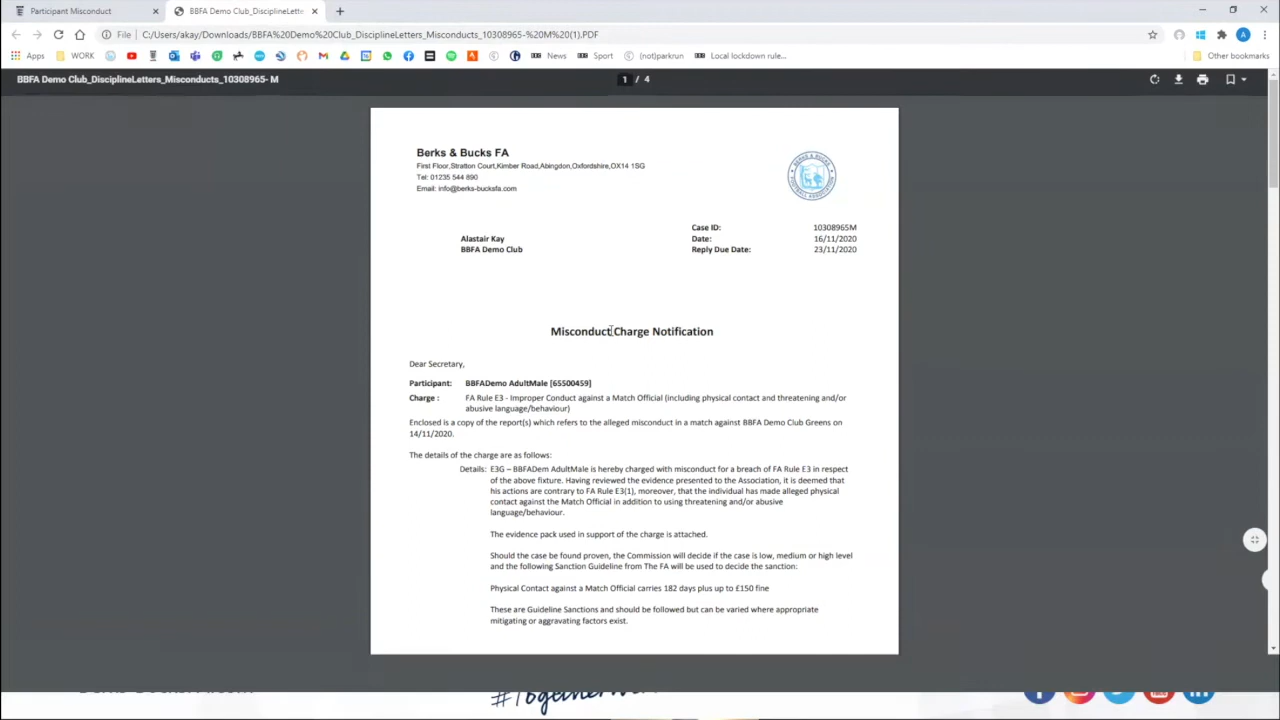 Participant Misconduct
BBFA Demo Club_DisciplineLette
File
C:/Users/akay/Downloads/BBFA%20Demo%20Club_DisciplineLetters_Misconducts_10308965-%20M%20(1).PDF
Apps
WORK
News
Sport
(not)parkrun
Local lockdown rule...
Other bookmarks
BBFA Demo Club_DisciplineLetters_Misconducts_10308965- M
1 / 4
Berks & Bucks FA
First Floor,Stratton Court,Kimber Road,Abingdon,Oxfordshire,OX14 1SG
Tel: 01235 544 890
Email: info@berks-bucksfa.com
BERKS & BUCKS
FOOTBALL ASSOCIATION
Case ID: 10308965M
Alastair Kay
Date: 16/11/2020
BBFA Demo Club
Reply Due Date: 23/11/2020
Misconduct Charge Notification
Dear Secretary,
Participant: BBFADemo AdultMale [65500459]
Charge : FA Rule E3 - Improper Conduct against a Match Official (including physical contact and threatening and/or
abusive language/behaviour)
Enclosed is a copy of the report(s) which refers to the alleged misconduct in a match against BBFA Demo Club Greens on
14/11/2020.
The details of the charge are as follows:
Details: E3G – BBFADem AdultMale is hereby charged with misconduct for a breach of FA Rule E3 in respect
of the above fixture. Having reviewed the evidence presented to the Association, it is deemed that
his actions are contrary to FA Rule E3(1), moreover, that the individual has made alleged physical
contact against the Match Official in addition to using threatening and/or abusive
language/behaviour.
The evidence pack used in support of the charge is attached.
Should the case be found proven, the Commission will decide if the case is low, medium or high level
and the following Sanction Guideline from The FA will be used to decide the sanction:
Physical Contact against a Match Official carries 182 days plus up to £150 fine
These are Guideline Sanctions and should be followed but can be varied where appropriate
mitigating or aggravating factors exist.